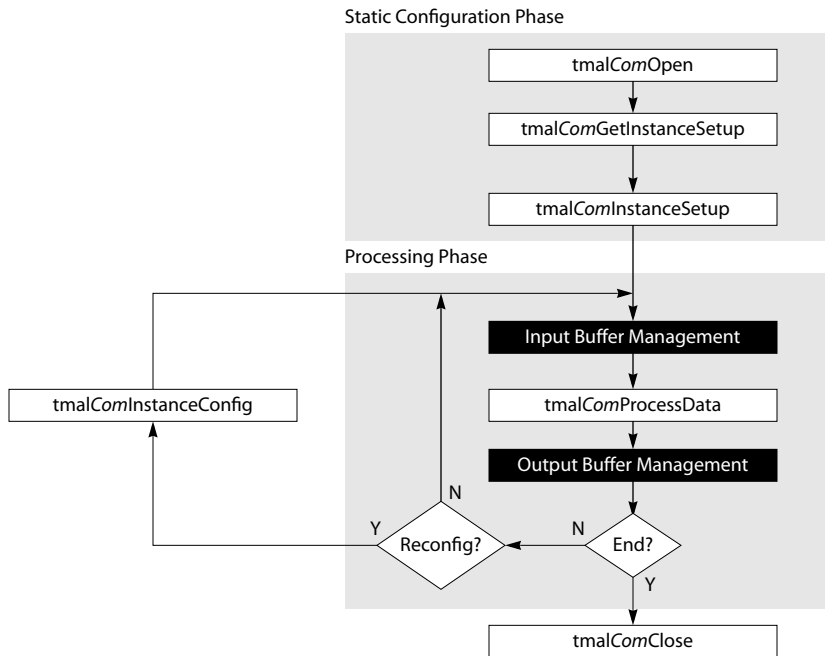 Static Configuration Phase
tmalComOpen
tmalComGetInstanceSetup
tmalComInstanceSetup
Processing Phase
Input Buffer Management
tmalComInstanceConfig
tmalComProcessData
Output Buffer Management
N
Y
Reconfig?
N
End?
Y
tmalComClose